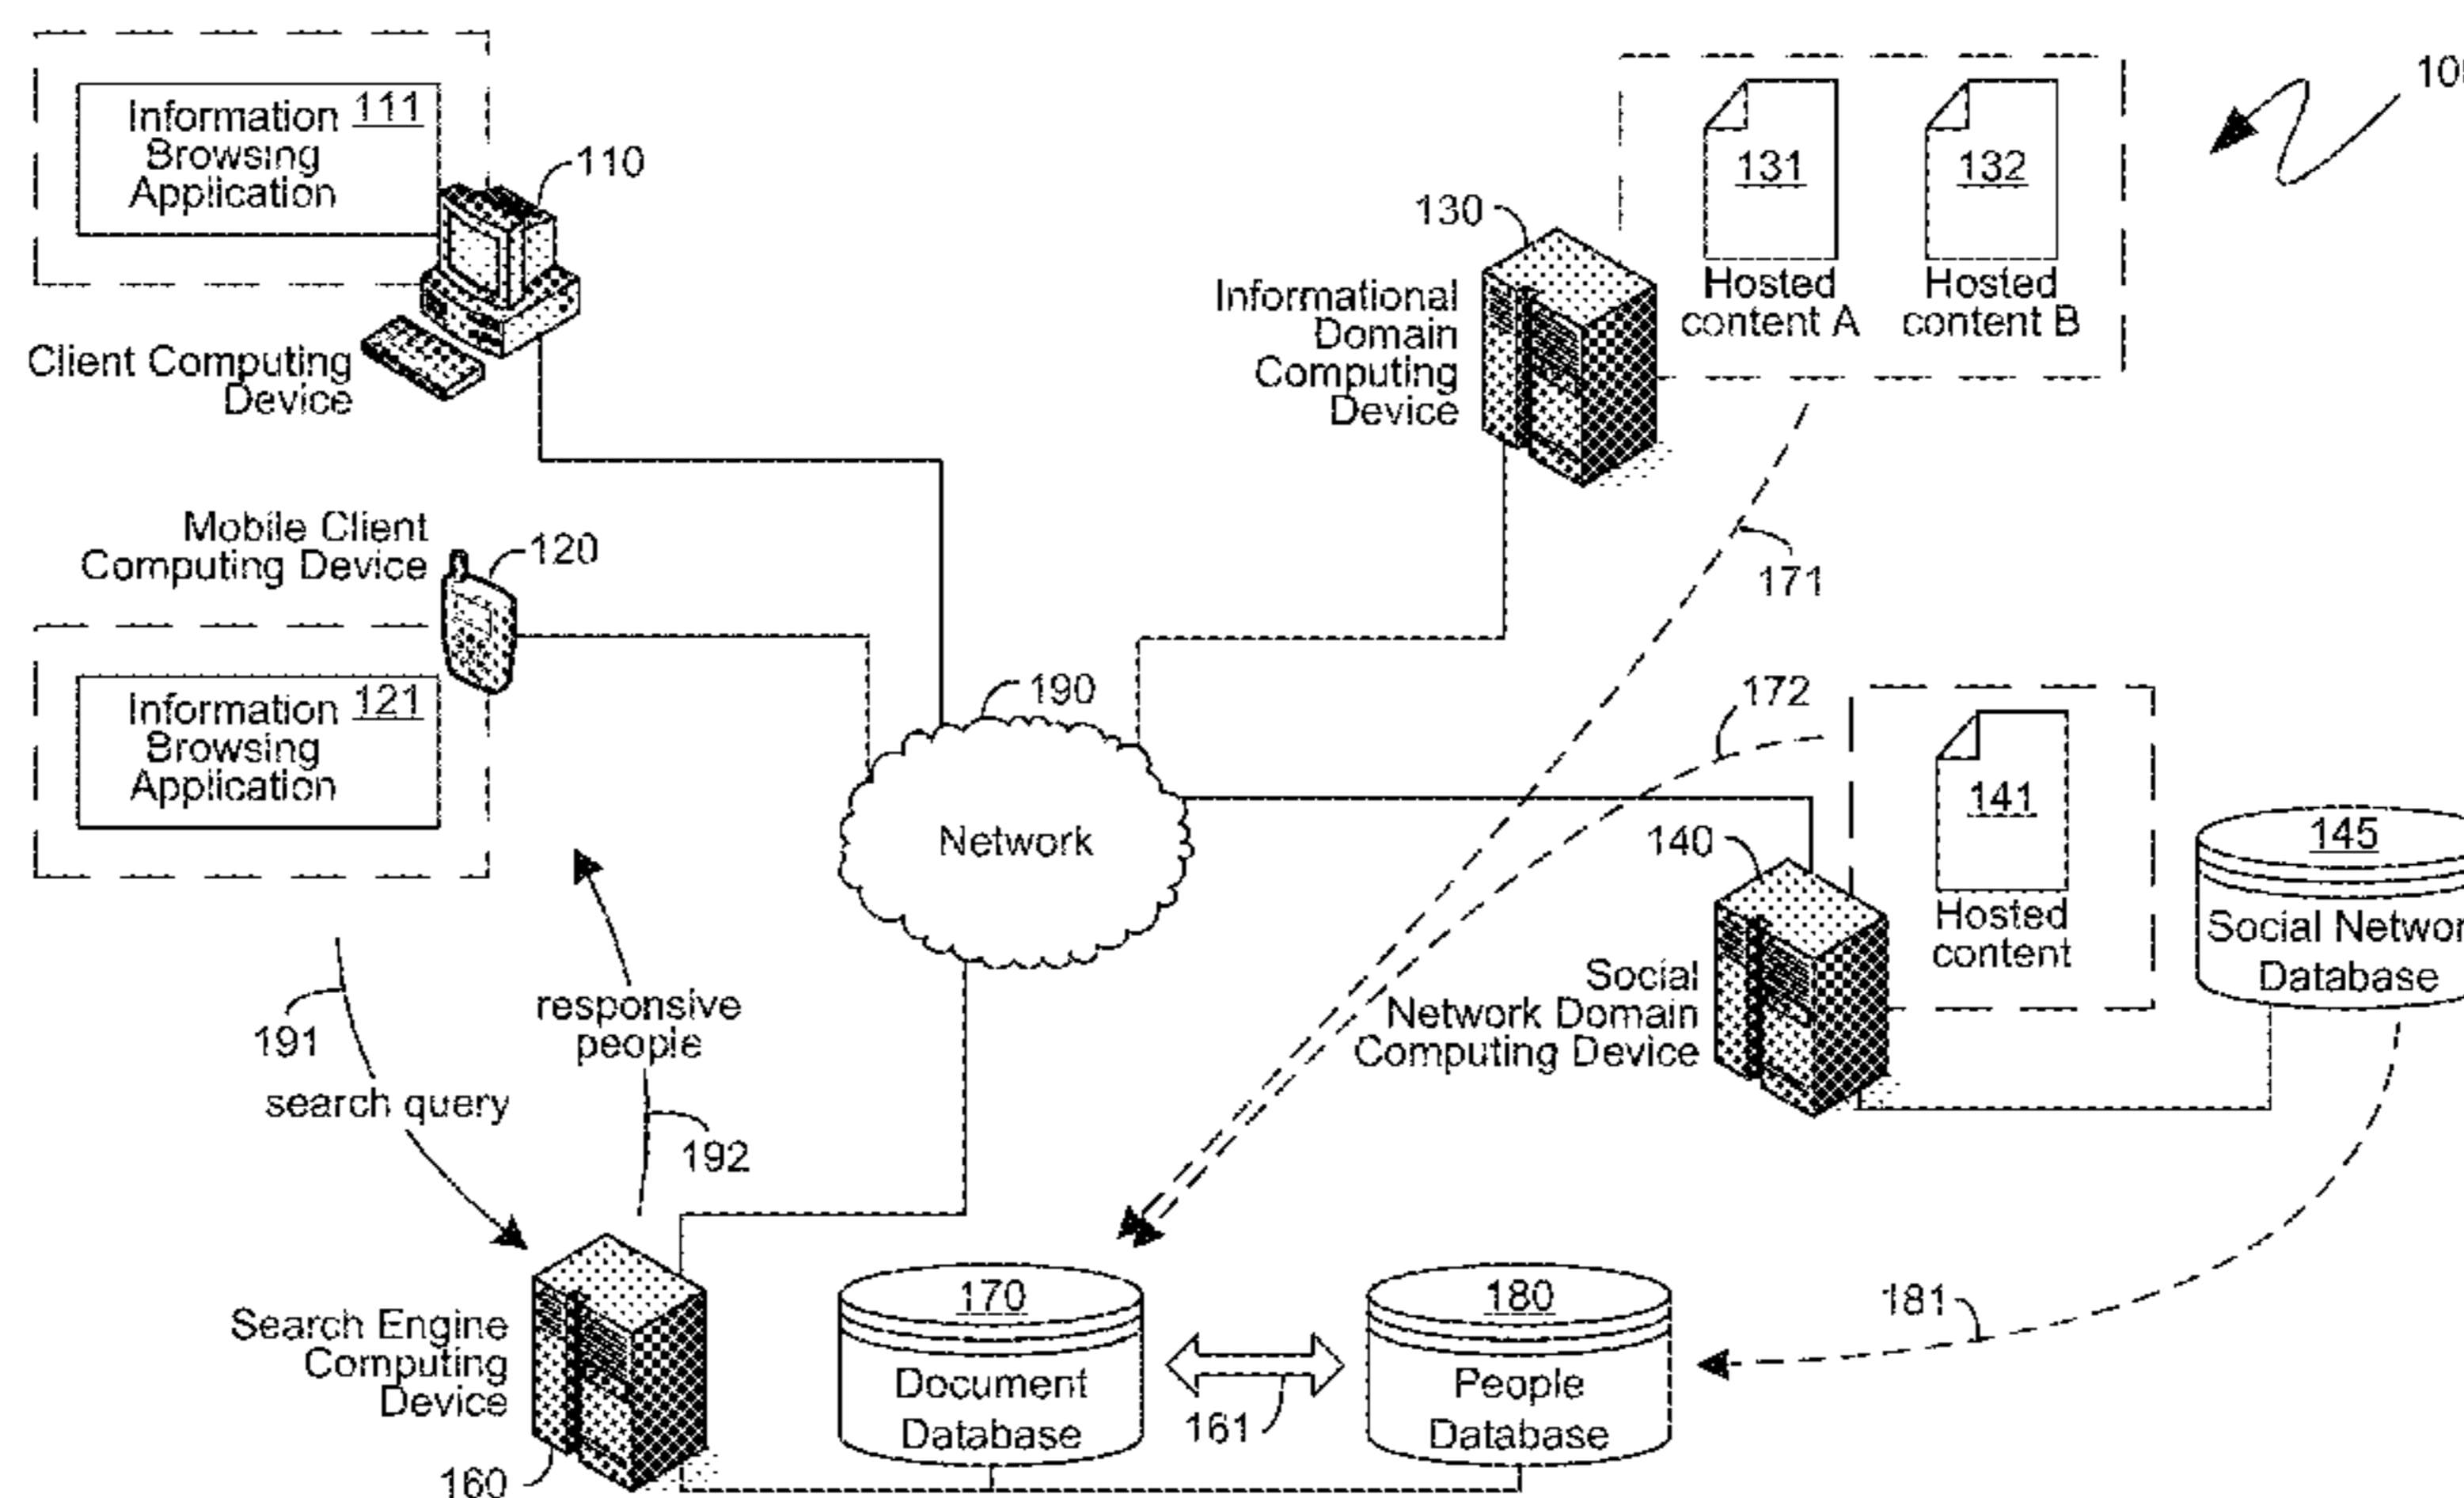 Information 111
Browsing
Application
110
Client Computing
Device
Mobile Client
Computing Device
120
Information 121
Browsing
Application
130
Informational
Domain
Computing
Device
131
Hosted
content A
132
Hosted
content B
171
172
190
Network
140
Social
Network Domain
Computing Device
141
Hosted
content
145
Social
Database
191
search query
responsive
people
192
Search Engine
Computing
Device
160
170
Document
Database
161
180
People
Database
181